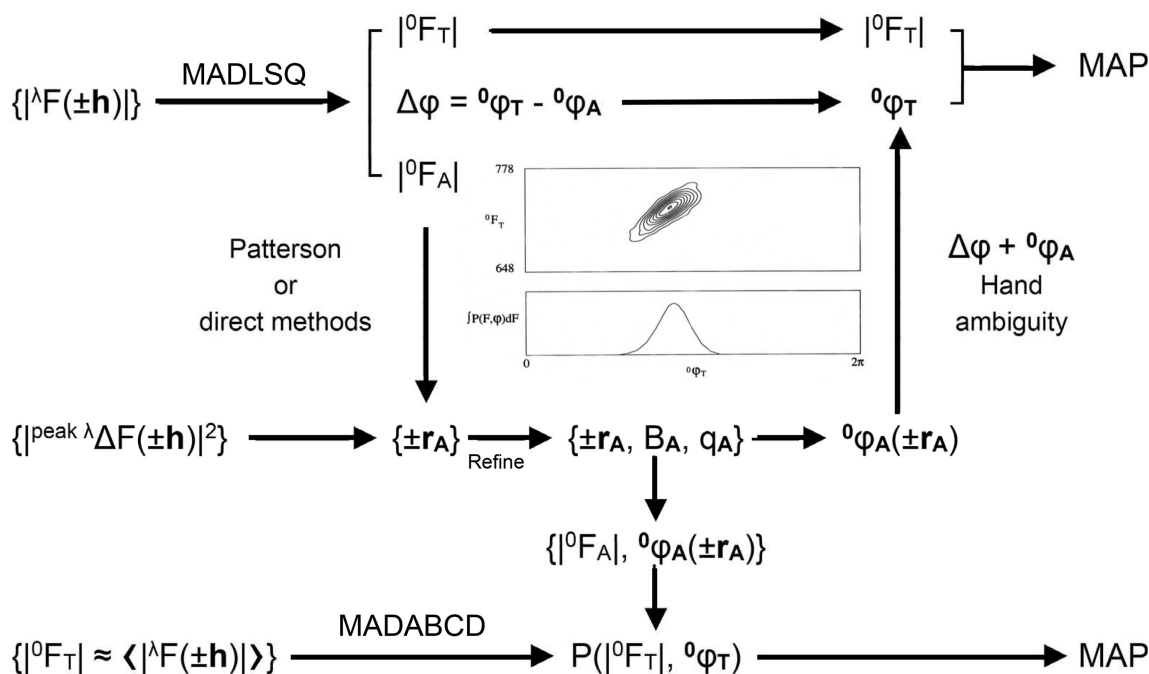 |⁰F_T| |⁰F_T|
MADLSQ MAP
{|^λF(±h)|} Δφ = ⁰φ_T - ⁰φ_A ⁰φ_T
|⁰F_A|
778
⁰F_T
648
∫P(F,φ)dF
0 2π
⁰φ_T
Patterson
or
direct methods
Δφ + ⁰φ_A
Hand
ambiguity
{|^{peak λ}ΔF(±h)|²} {±r_A} {±r_A, B_A, q_A} ⁰φ_A(±r_A)
Refine
{|⁰F_A|, ⁰φ_A(±r_A)}
MADABCD
{|⁰F_T| ≈ ❮|^λF(±h)|❯} P(|⁰F_T|, ⁰φ_T) MAP